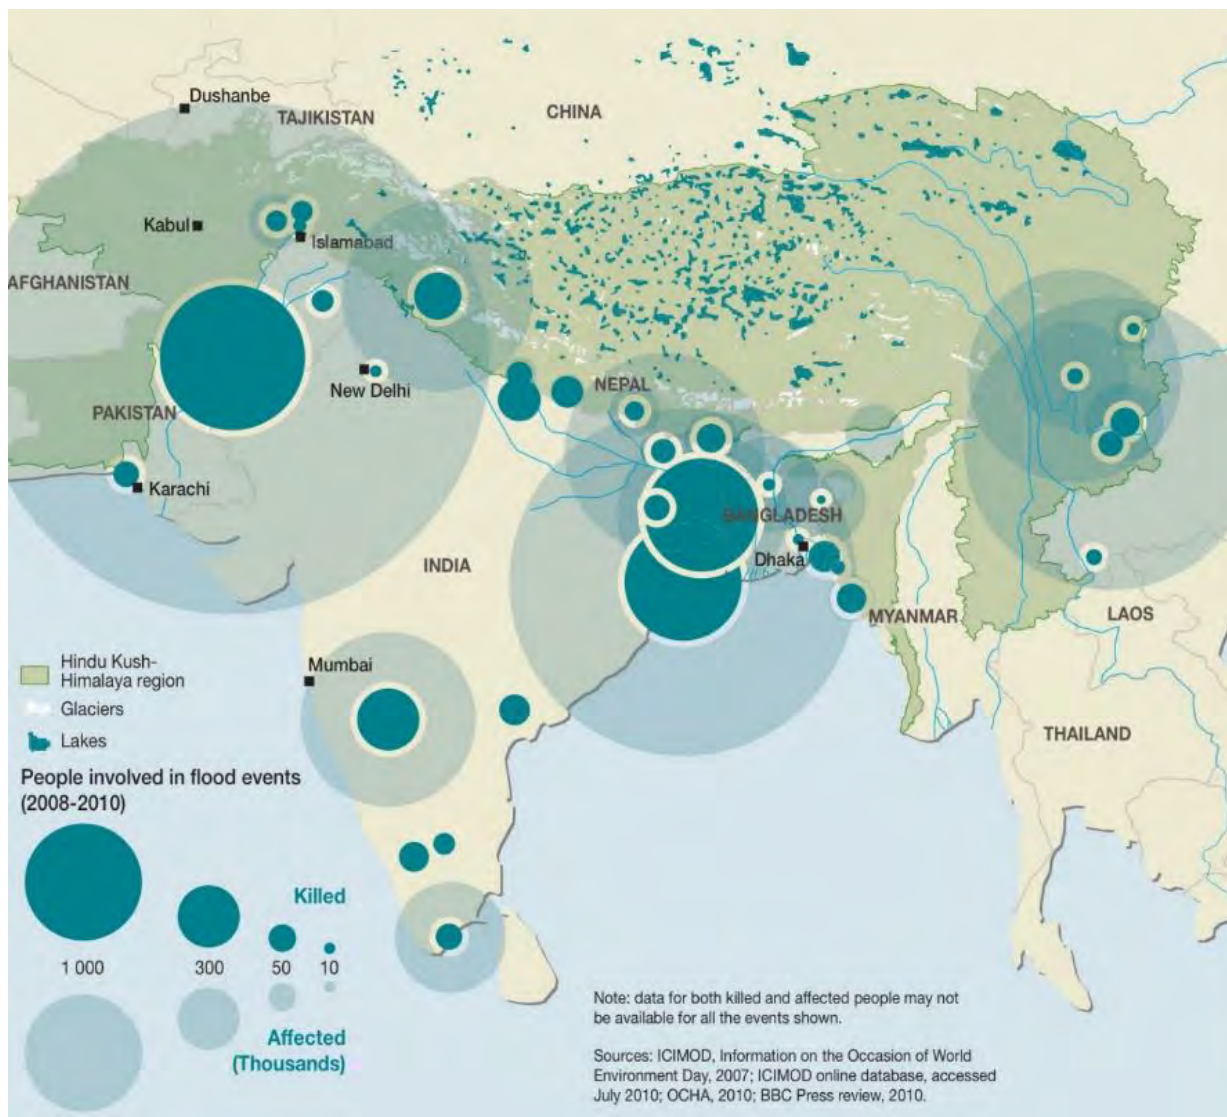 Dushanbe
TAJIKISTAN
CHINA
Kabul
Islamabad
AFGHANISTAN
New Delhi
NEPAL
PAKISTAN
Karachi
BANGLADESH
Dhaka
INDIA
MYANMAR
LAOS
Mumbai
THAILAND
Hindu Kush-
Himalaya region
Glaciers
Lakes
People involved in flood events
(2008-2010)
Killed
1 000 300 50 10
Affected
(Thousands)
Note: data for both killed and affected people may not
be available for all the events shown.
Sources: ICIMOD, Information on the Occasion of World
Environment Day, 2007; ICIMOD online database, accessed
July 2010; OCHA, 2010; BBC Press review, 2010.